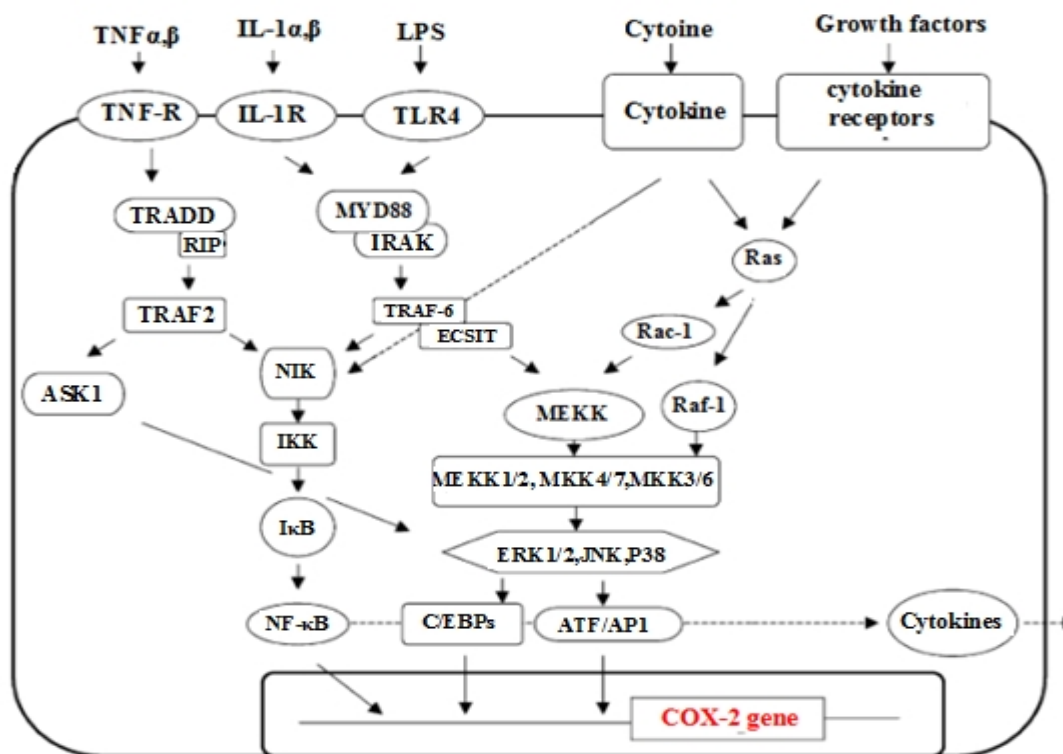 TNFα,β
IL-1α,β
LPS
Cytoine
Growth factors
TNF-R
IL-1R
TLR4
Cytokine
cytokine
receptors
TRADD
RIP
MYD88
IRAK
Ras
TRAF2
TRAF-6
ECSIT
Rac-1
ASK1
NIK
MEKK
Raf-1
IKK
MEKK1/2, MKK4/7,MKK3/6
IκB
ERK1/2,JNK,P38
NF-κB
C/EBPs
ATF/AP1
Cytokines
COX-2 gene